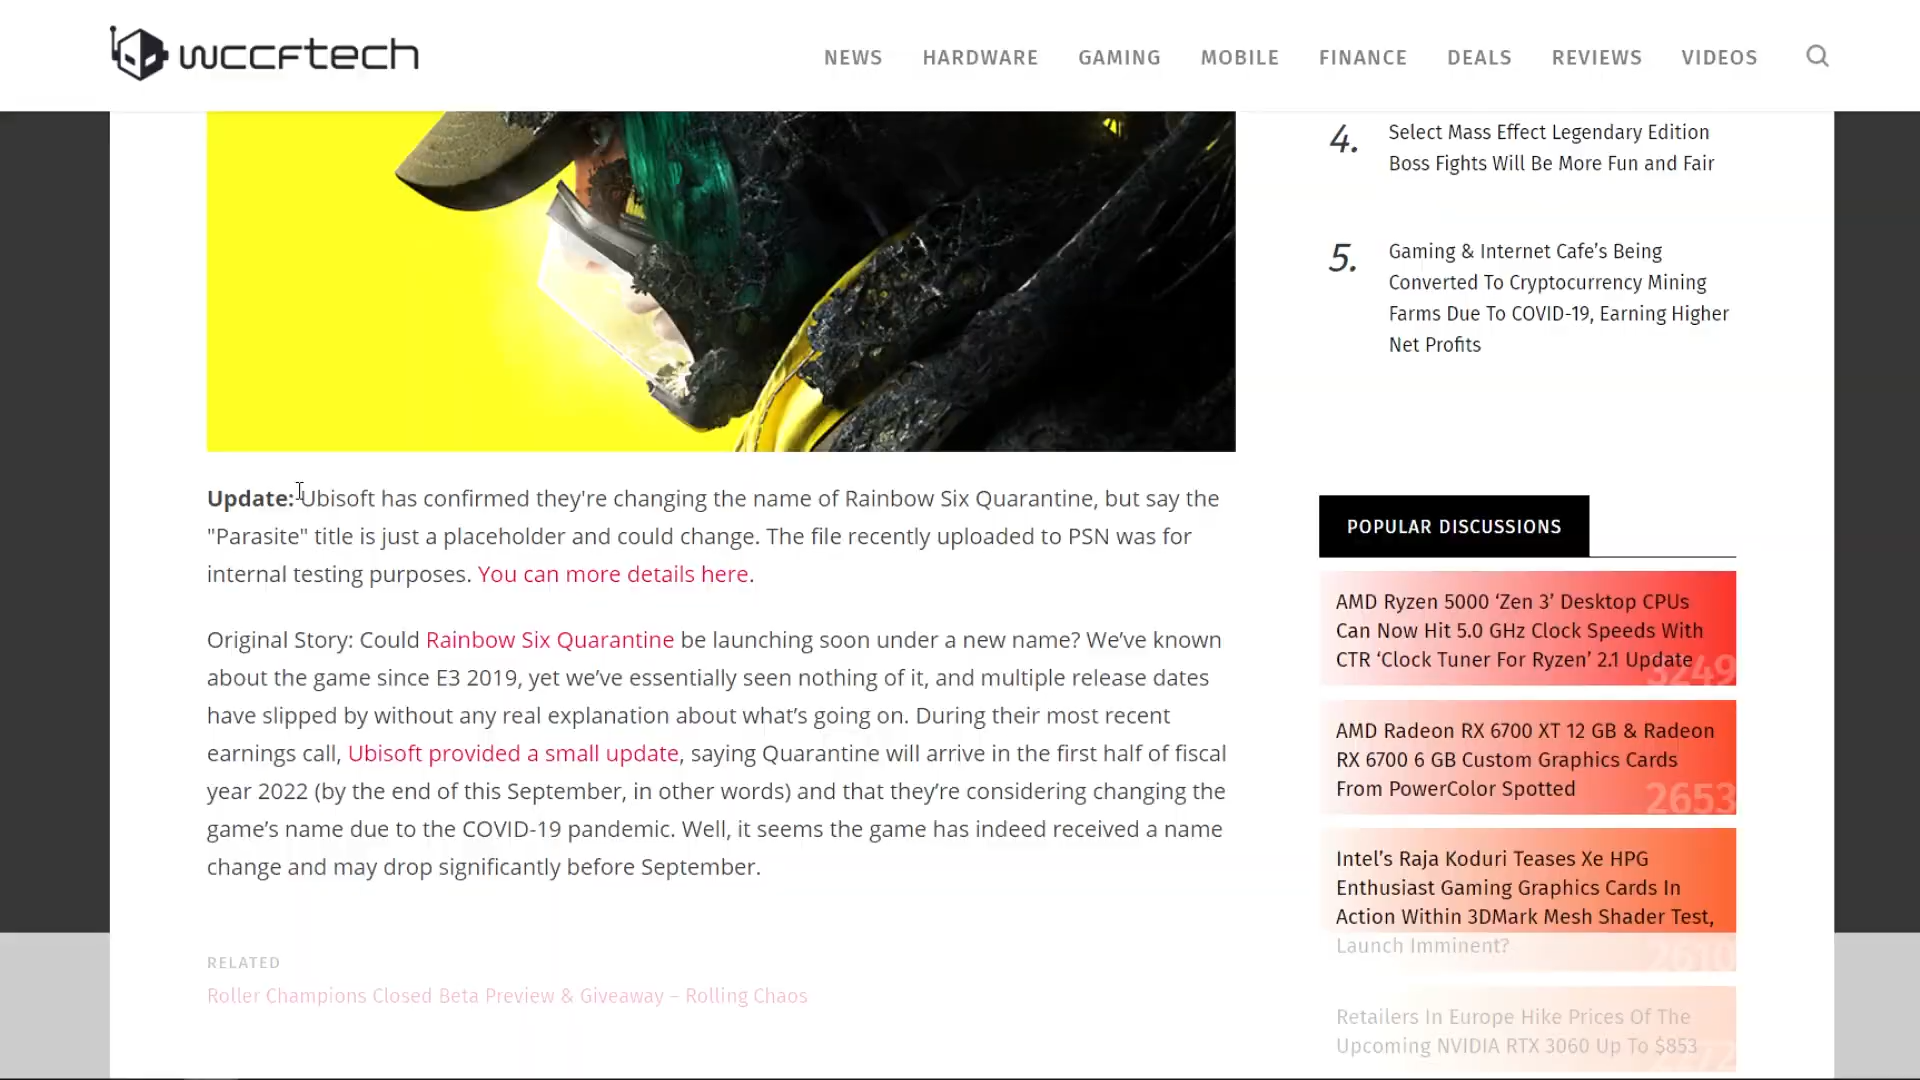 wccftech
NEWS HARDWARE GAMING MOBILE FINANCE DEALS REVIEWS VIDEOS
Update: Ubisoft has confirmed they're changing the name of Rainbow Six Quarantine, but say the
"Parasite" title is just a placeholder and could change. The file recently uploaded to PSN was for
internal testing purposes. You can more details here.
Original Story: Could Rainbow Six Quarantine be launching soon under a new name? We’ve known
about the game since E3 2019, yet we’ve essentially seen nothing of it, and multiple release dates
have slipped by without any real explanation about what’s going on. During their most recent
earnings call, Ubisoft provided a small update, saying Quarantine will arrive in the first half of fiscal
year 2022 (by the end of this September, in other words) and that they’re considering changing the
game’s name due to the COVID-19 pandemic. Well, it seems the game has indeed received a name
change and may drop significantly before September.
RELATED
Roller Champions Closed Beta Preview & Giveaway – Rolling Chaos
4. Select Mass Effect Legendary Edition
Boss Fights Will Be More Fun and Fair
5. Gaming & Internet Cafe’s Being
Converted To Cryptocurrency Mining
Farms Due To COVID-19, Earning Higher
Net Profits
POPULAR DISCUSSIONS
AMD Ryzen 5000 ‘Zen 3’ Desktop CPUs
Can Now Hit 5.0 GHz Clock Speeds With
CTR ‘Clock Tuner For Ryzen’ 2.1 Update
3249
AMD Radeon RX 6700 XT 12 GB & Radeon
RX 6700 6 GB Custom Graphics Cards
From PowerColor Spotted
2653
Intel’s Raja Koduri Teases Xe HPG
Enthusiast Gaming Graphics Cards In
Action Within 3DMark Mesh Shader Test,
Launch Imminent?
2610
Retailers In Europe Hike Prices Of The
Upcoming NVIDIA RTX 3060 Up To $853